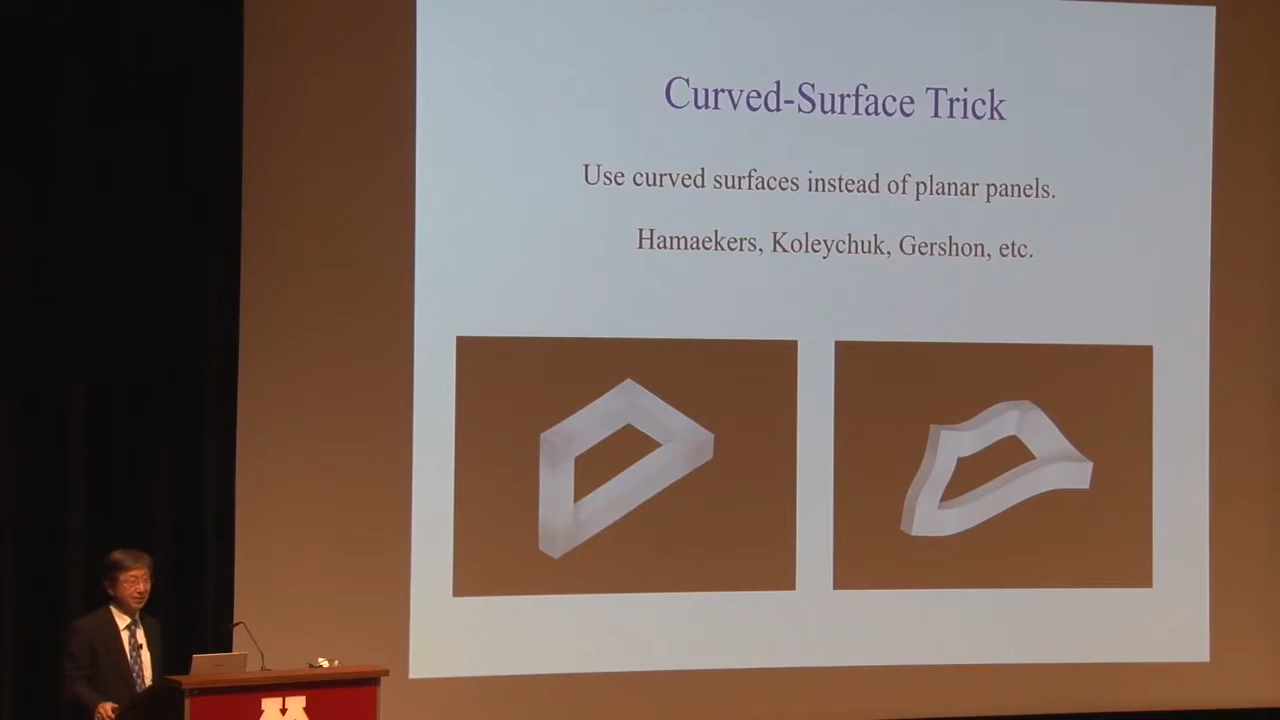 Curved-Surface Trick
Use curved surfaces instead of planar panels.
Hamaekers, Koleychuk, Gershon, etc.
M